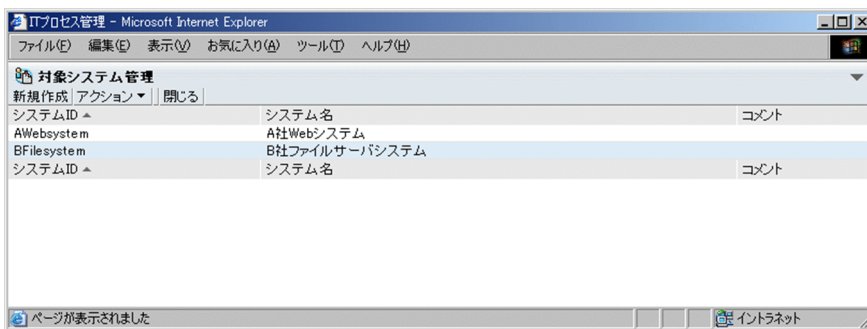 ITプロセス管理 - Microsoft Internet Explorer
ファイル(F) 編集(E) 表示(V) お気に入り(A) ツール(T) ヘルプ(H)
対象システム管理
新規作成 アクション 閉じる
システムID システム名 コメント
AWebsystem A社Webシステム
BFilesystem B社ファイルサーバシステム
システムID システム名 コメント
ページが表示されました イントラネット